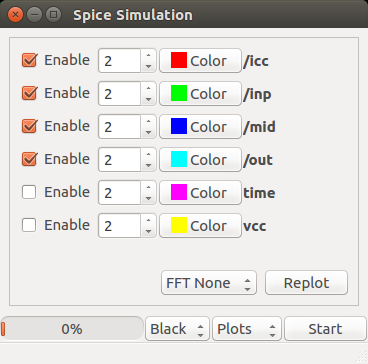 Spice Simulation
Enable 2 Color /icc
Enable 2 Color /inp
Enable 2 Color /mid
Enable 2 Color /out
Enable 2 Color time
Enable 2 Color vcc
FFT None Replot
0% Black Plots Start